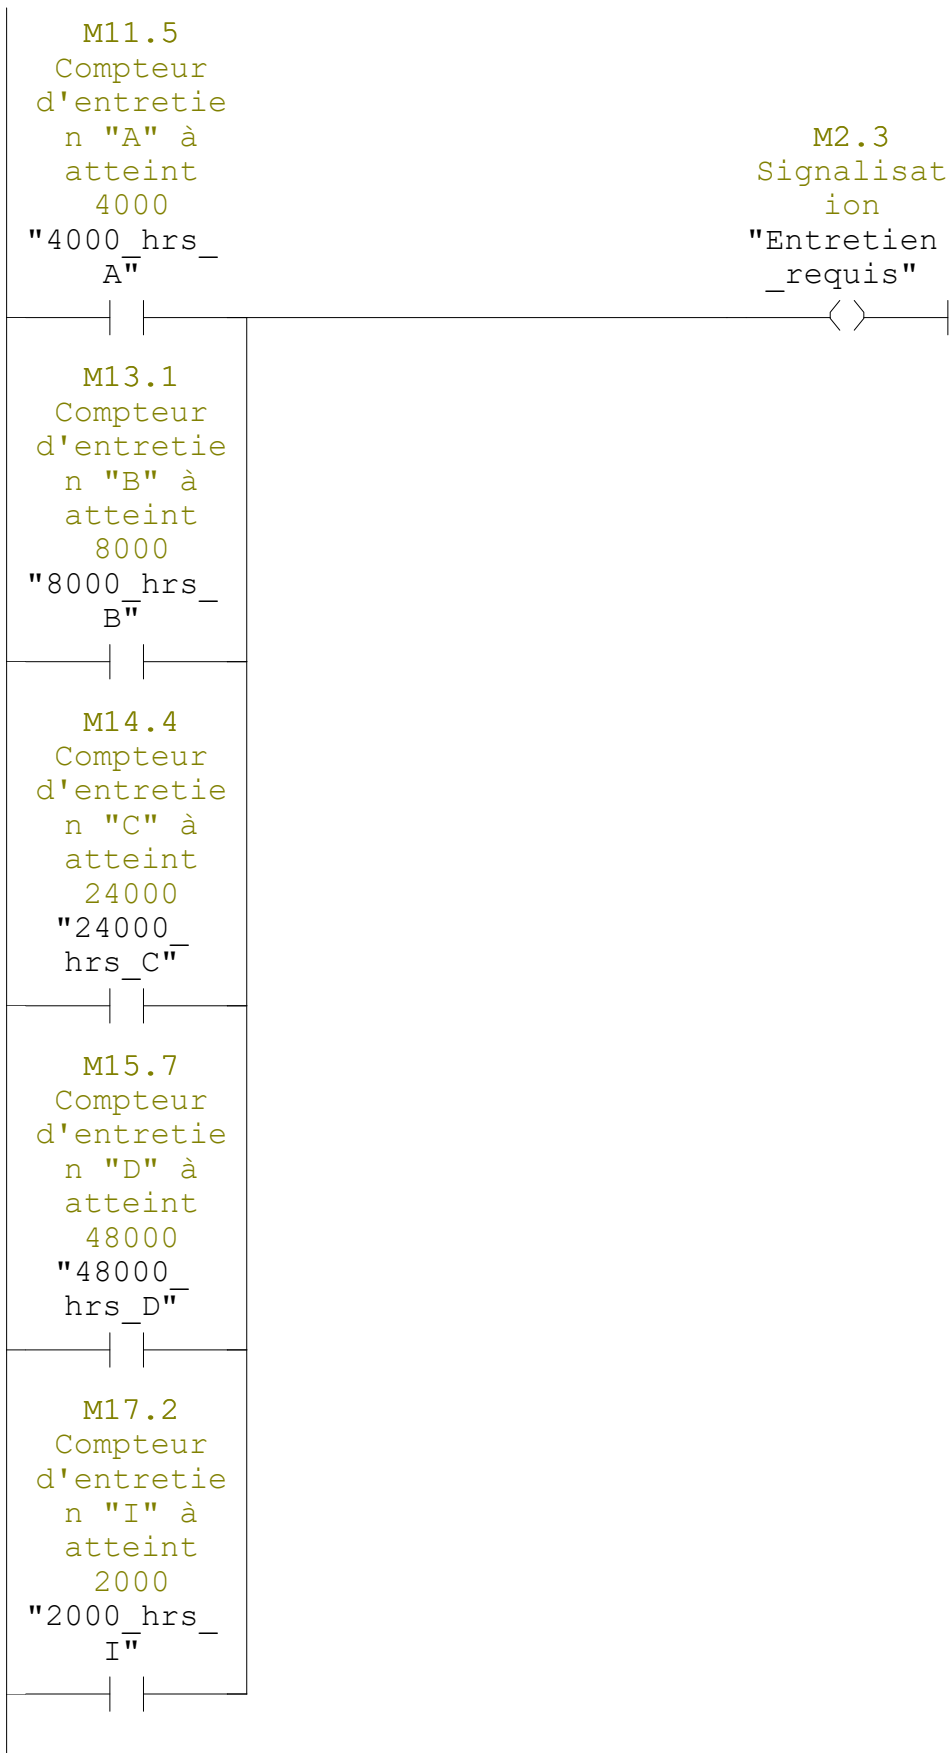 M11.5
Compteur
d'entretie
n "A" à
atteint
4000
"4000_hrs_
A"
M2.3
Signalisat
ion
"Entretien
_requis"
M13.1
Compteur
d'entretie
n "B" à
atteint
8000
"8000_hrs_
B"
M14.4
Compteur
d'entretie
n "C" à
atteint
24000
"24000_
hrs_C"
M15.7
Compteur
d'entretie
n "D" à
atteint
48000
"48000_
hrs_D"
M17.2
Compteur
d'entretie
n "I" à
atteint
2000
"2000_hrs_
I"